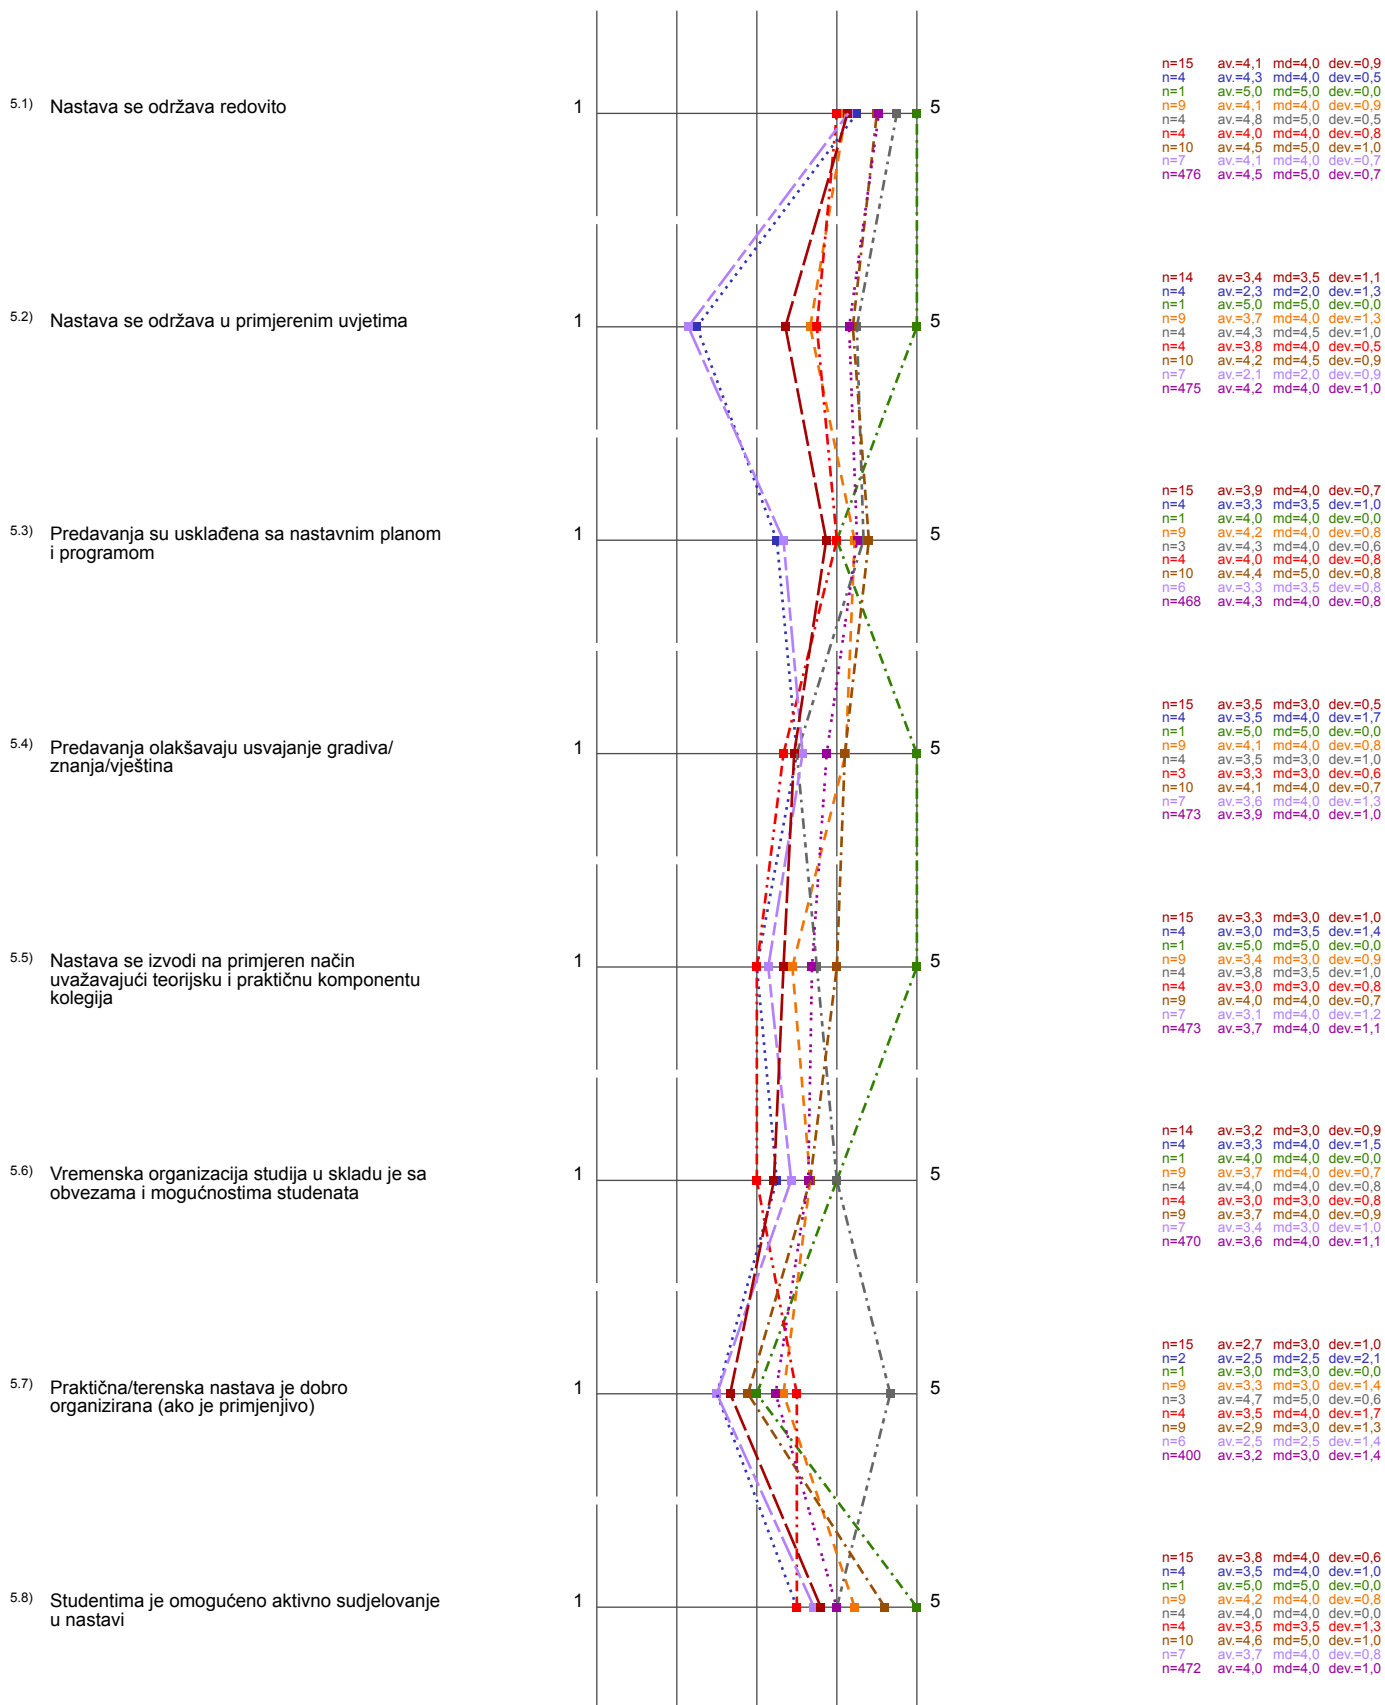 n=15 av.=4,1 md=4,0 dev.=0,9
n=4 av.=4,3 md=4,0 dev.=0,5
n=1 av.=5,0 md=5,0 dev.=0,0
5.1) Nastava se održava redovito 1 5 n=9 av.=4,1 md=4,0 dev.=0,9
n=4 av.=4,8 md=5,0 dev.=0,5
n=4 av.=4,0 md=4,0 dev.=0,8
n=10 av.=4,5 md=5,0 dev.=1,0
n=7 av.=4,1 md=4,0 dev.=0,7
n=476 av.=4,5 md=5,0 dev.=0,7
n=14 av.=3,4 md=3,5 dev.=1,1
n=4 av.=2,3 md=2,0 dev.=1,3
n=1 av.=5,0 md=5,0 dev.=0,0
5.2) Nastava se održava u primjerenim uvjetima 1 5 n=9 av.=3,7 md=4,0 dev.=1,3
n=4 av.=4,3 md=4,5 dev.=1,0
n=4 av.=3,8 md=4,0 dev.=0,5
n=10 av.=4,2 md=4,5 dev.=0,9
n=7 av.=2,1 md=2,0 dev.=0,9
n=475 av.=4,2 md=4,0 dev.=1,0
n=15 av.=3,9 md=4,0 dev.=0,7
n=4 av.=3,3 md=3,5 dev.=1,0
n=1 av.=4,0 md=4,0 dev.=0,0
5.3) Predavanja su usklađena sa nastavnim planom 1 5 n=9 av.=4,2 md=4,0 dev.=0,8
i programom n=3 av.=4,3 md=4,0 dev.=0,6
n=4 av.=4,0 md=4,0 dev.=0,8
n=10 av.=4,4 md=5,0 dev.=0,8
n=6 av.=3,3 md=3,5 dev.=0,8
n=468 av.=4,3 md=4,0 dev.=0,8
n=15 av.=3,5 md=3,0 dev.=0,5
n=4 av.=3,5 md=4,0 dev.=1,7
n=1 av.=5,0 md=5,0 dev.=0,0
5.4) Predavanja olakšavaju usvajanje gradiva/ 1 5 n=9 av.=4,1 md=4,0 dev.=0,8
znanja/vještina n=4 av.=3,5 md=3,0 dev.=1,0
n=3 av.=3,3 md=3,0 dev.=0,6
n=10 av.=4,1 md=4,0 dev.=0,7
n=7 av.=3,6 md=4,0 dev.=1,3
n=473 av.=3,9 md=4,0 dev.=1,0
n=15 av.=3,3 md=3,0 dev.=1,0
n=4 av.=3,0 md=3,5 dev.=1,4
n=1 av.=5,0 md=5,0 dev.=0,0
5.5) Nastava se izvodi na primjeren način 1 5 n=9 av.=3,4 md=3,0 dev.=0,9
uvažavajući teorijsku i praktičnu komponentu n=4 av.=3,8 md=3,5 dev.=1,0
kolegija n=4 av.=3,0 md=3,0 dev.=0,8
n=9 av.=4,0 md=4,0 dev.=0,7
n=7 av.=3,1 md=4,0 dev.=1,2
n=473 av.=3,7 md=4,0 dev.=1,1
n=14 av.=3,2 md=3,0 dev.=0,9
n=4 av.=3,3 md=4,0 dev.=1,5
n=1 av.=4,0 md=4,0 dev.=0,0
5.6) Vremenska organizacija studija u skladu je sa 1 5 n=9 av.=3,7 md=4,0 dev.=0,7
obvezama i mogućnostima studenata n=4 av.=4,0 md=4,0 dev.=0,8
n=4 av.=3,0 md=3,0 dev.=0,8
n=9 av.=3,7 md=4,0 dev.=0,9
n=7 av.=3,4 md=3,0 dev.=1,0
n=470 av.=3,6 md=4,0 dev.=1,1
n=15 av.=2,7 md=3,0 dev.=1,0
n=2 av.=2,5 md=2,5 dev.=2,1
n=1 av.=3,0 md=3,0 dev.=0,0
5.7) Praktična/terenska nastava je dobro 1 5 n=9 av.=3,3 md=3,0 dev.=1,4
organizirana (ako je primjenjivo) n=3 av.=4,7 md=5,0 dev.=0,6
n=4 av.=3,5 md=4,0 dev.=1,7
n=9 av.=2,9 md=3,0 dev.=1,3
n=6 av.=2,5 md=2,5 dev.=1,4
n=400 av.=3,2 md=3,0 dev.=1,4
n=15 av.=3,8 md=4,0 dev.=0,6
n=4 av.=3,5 md=4,0 dev.=1,0
n=1 av.=5,0 md=5,0 dev.=0,0
5.8) Studentima je omogućeno aktivno sudjelovanje 1 5 n=9 av.=4,2 md=4,0 dev.=0,8
u nastavi n=4 av.=4,0 md=4,0 dev.=0,0
n=4 av.=3,5 md=3,5 dev.=1,3
n=10 av.=4,6 md=5,0 dev.=1,0
n=7 av.=3,7 md=4,0 dev.=0,8
n=472 av.=4,0 md=4,0 dev.=1,0